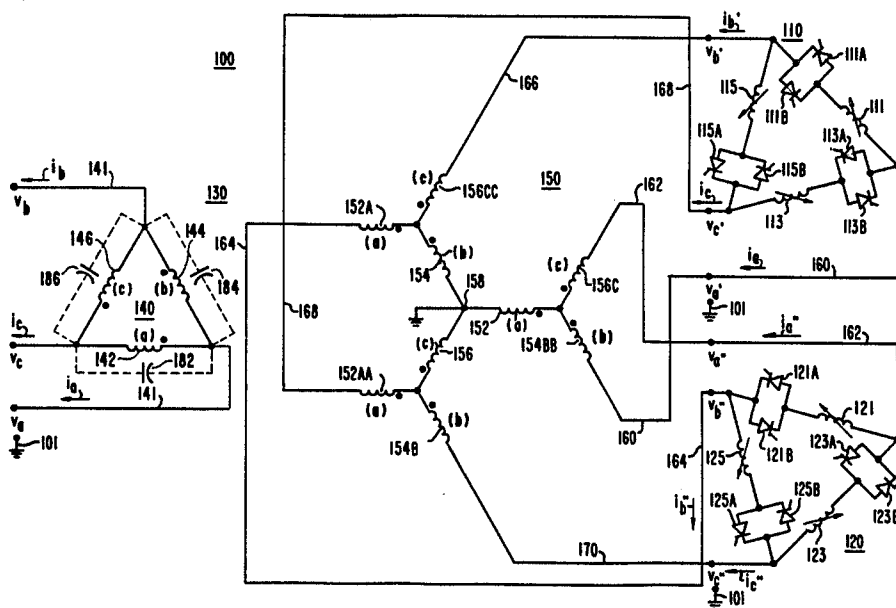 100
i_b'
110
v_b'
111A
115
111B
168
111
166
115A
113A
115B
i_b
141
130
v_b
(c)
150
156CC
i_c'
v_c'
113
113B
162
152A
164
(a)
146
144
186
(c)
(b)
184
(b)
154
(c)
156C
158
i_a'
160
v_a'
101
140
168
i_c
(a)
v_c
142
152
(a)
(b)
154BB
i_a''
162
v_a''
182
(c)
156
i_a
141
152AA
v_b''
121A
v_a
101
(a)
(b)
154B
160
164
121B
121
125
123A
125A
125B
123B
i_b''
123
120
170
v_c''
i_c''
101